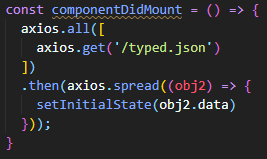 const componentDidMount = () => {
  axios.all([
    axios.get('/typed.json')
  ])
  .then(axios.spread((obj2) => {
    setInitialState(obj2.data)
  }));
}